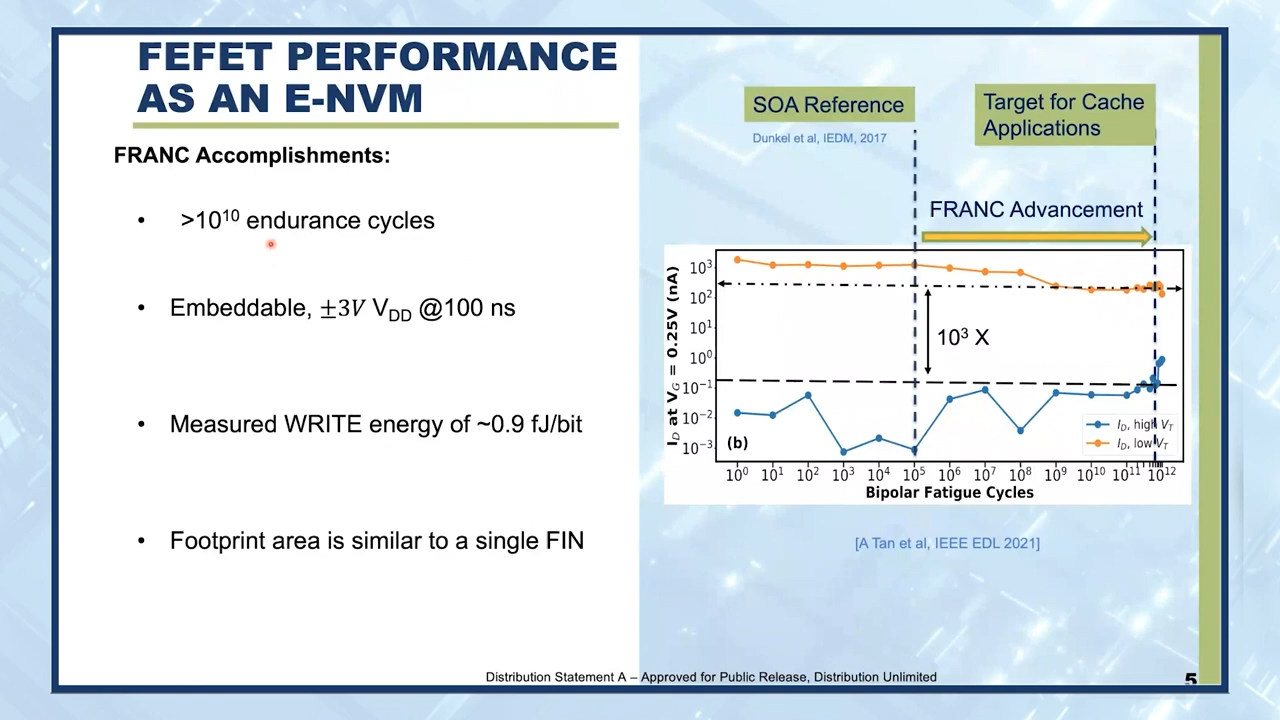 FEFET PERFORMANCE
AS AN E-NVM
FRANC Accomplishments:
• >10¹⁰ endurance cycles
• Embeddable, ±3V V_DD @100 ns
• Measured WRITE energy of ~0.9 fJ/bit
• Footprint area is similar to a single FIN
SOA Reference
Dunkel et al, IEDM, 2017
Target for Cache
Applications
FRANC Advancement
I_D at V_G = 0.25V (nA)
10³
10²
10¹
10⁰
10⁻¹
10⁻²
10⁻³
10³ X
(b)
I_D, high V_T
I_D, low V_T
10⁰ 10¹ 10² 10³ 10⁴ 10⁵ 10⁶ 10⁷ 10⁸ 10⁹ 10¹⁰ 10¹¹ 10¹²
Bipolar Fatigue Cycles
[A Tan et al, IEEE EDL 2021]
Distribution Statement A – Approved for Public Release, Distribution Unlimited
5